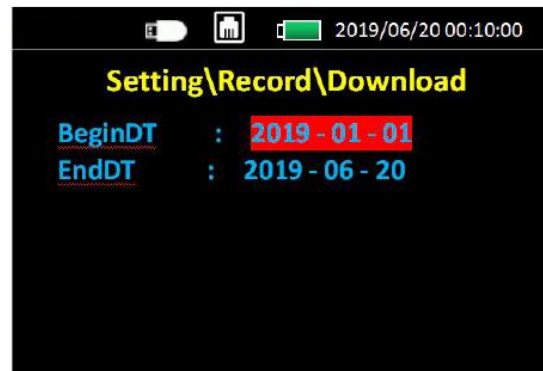 2019/06/20 00:10:00
Setting\Record\Download
BeginDT : 2019 - 01 - 01
EndDT : 2019 - 06 - 20